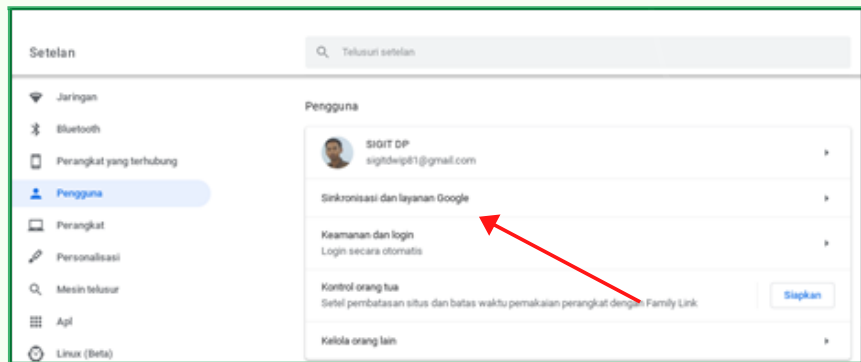 Setelan
Telusuri setelan
Jaringan
Bluetooth
Perangkat yang terhubung
Pengguna
Perangkat
Personalisasi
Mesin telusur
Apl
Linux (Beta)
Pengguna
SIGIT DP
sigitdwip81@gmail.com
Sinkronisasi dan layanan Google
Keamanan dan login
Login secara otomatis
Kontrol orang tua
Setel pembatasan situs dan batas waktu pemakaian perangkat dengan Family Link
Siapkan
Kelola orang lain